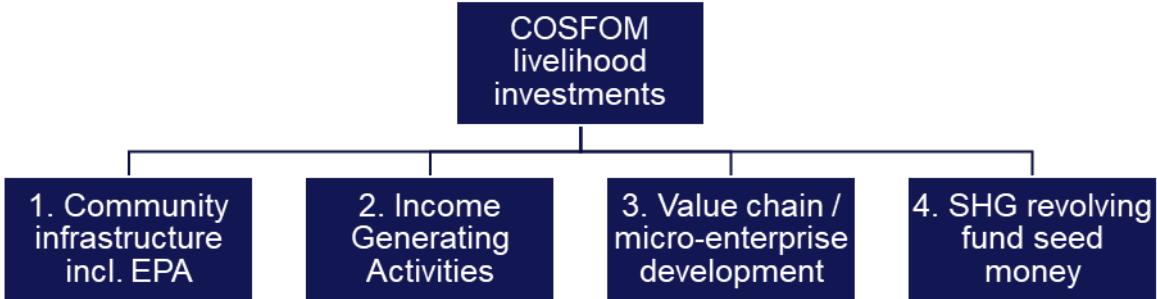 COSFOM
livelihood
investments
1. Community
infrastructure
incl. EPA
2. Income
Generating
Activities
3. Value chain /
micro-enterprise
development
4. SHG revolving
fund seed
money